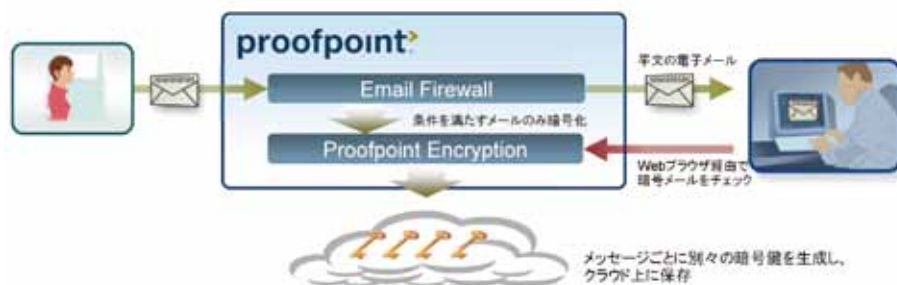 proofpoint
平文の電子メール
Email Firewall
条件を満たすメールのみ暗号化
Proofpoint Encryption
Webブラウザ経由で
暗号メールをチェック
メッセージごとに別々の暗号鍵を生成し、
クラウド上に保存